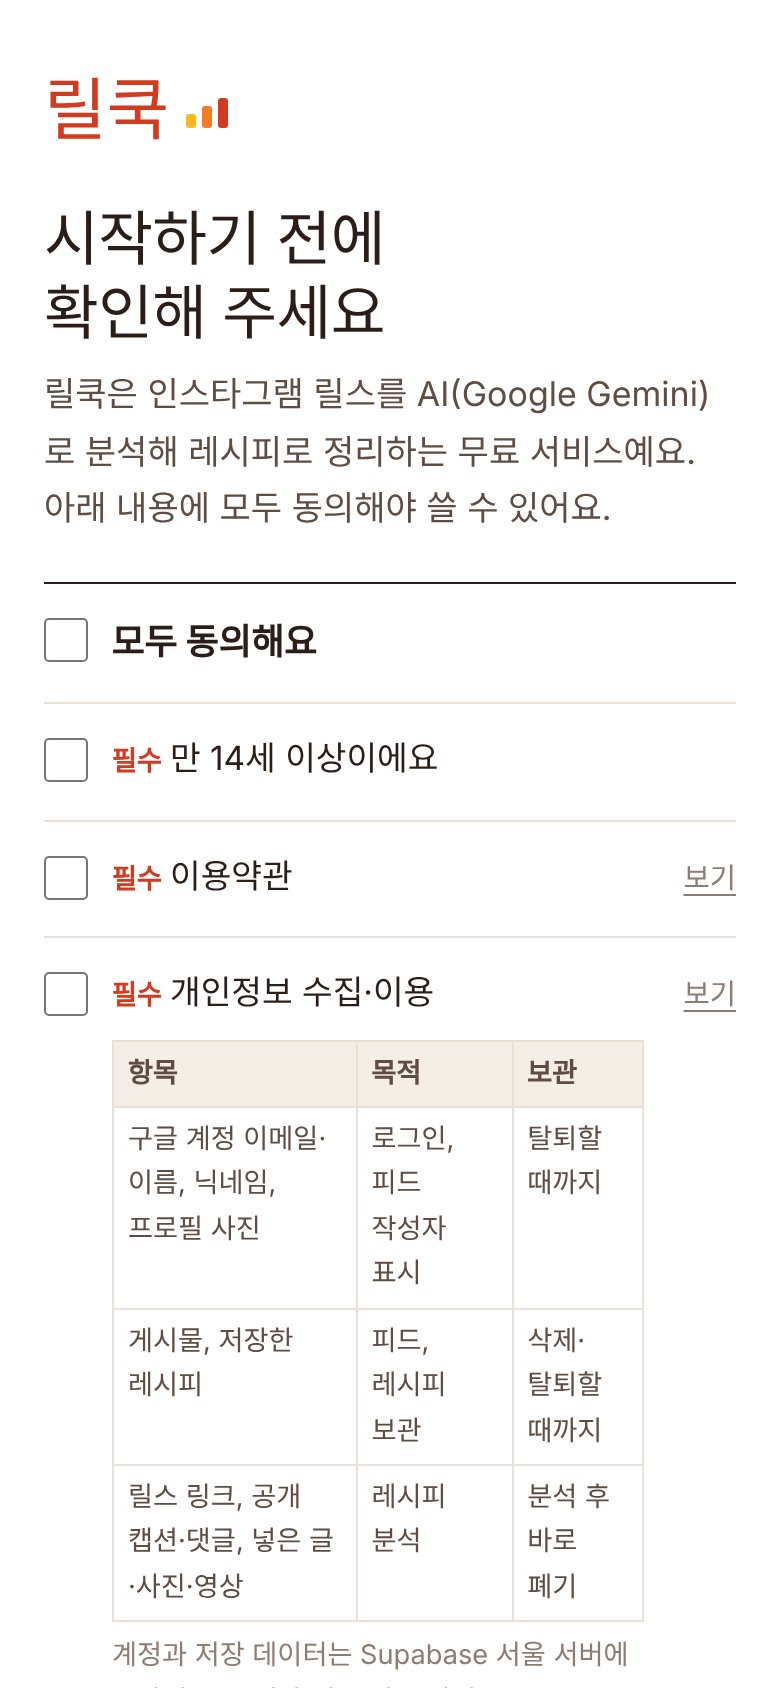 릴쿡
시작하기 전에
확인해 주세요
릴쿡은 인스타그램 릴스를 AI(Google Gemini)
로 분석해 레시피로 정리하는 무료 서비스예요.
아래 내용에 모두 동의해야 쓸 수 있어요.
모두 동의해요
필수 만 14세 이상이에요
필수 이용약관 보기
필수 개인정보 수집·이용 보기
항목 목적 보관
구글 계정 이메일· 로그인, 탈퇴할
이름, 닉네임, 피드 때까지
프로필 사진 작성자
표시
게시물, 저장한 피드, 삭제·
레시피 레시피 탈퇴할
보관 때까지
릴스 링크, 공개 레시피 분석 후
캡션·댓글, 넣은 글 분석 바로
·사진·영상 폐기
계정과 저장 데이터는 Supabase 서울 서버에